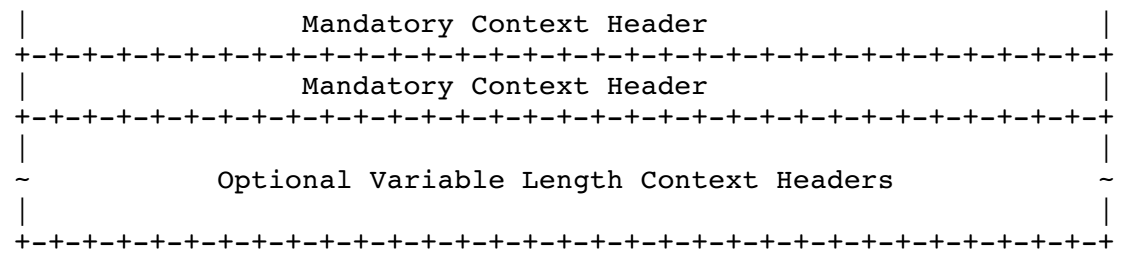 |                Mandatory Context Header                       |
+-+-+-+-+-+-+-+-+-+-+-+-+-+-+-+-+-+-+-+-+-+-+-+-+-+-+-+-+-+-+-+-+
|                Mandatory Context Header                       |
+-+-+-+-+-+-+-+-+-+-+-+-+-+-+-+-+-+-+-+-+-+-+-+-+-+-+-+-+-+-+-+-+
|                                                               |
~           Optional Variable Length Context Headers            ~
|                                                               |
+-+-+-+-+-+-+-+-+-+-+-+-+-+-+-+-+-+-+-+-+-+-+-+-+-+-+-+-+-+-+-+-+